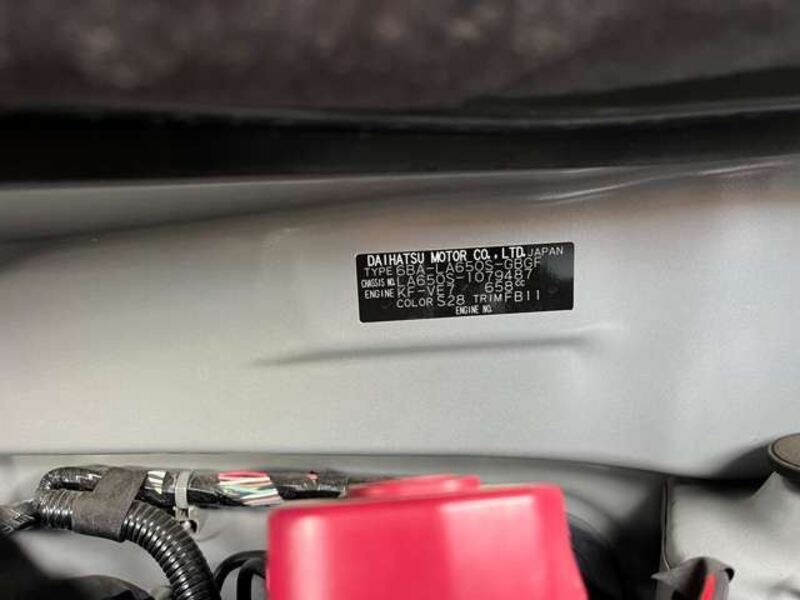 DAIHATSU MOTOR CO., LTD. JAPAN
TYPE 6BA-LA650S-GBGF
CHASSIS NO. LA650S-1079487
ENGINE KF-VE7 658cc
COLOR S28 TRIM FB11
ENGINE NO.